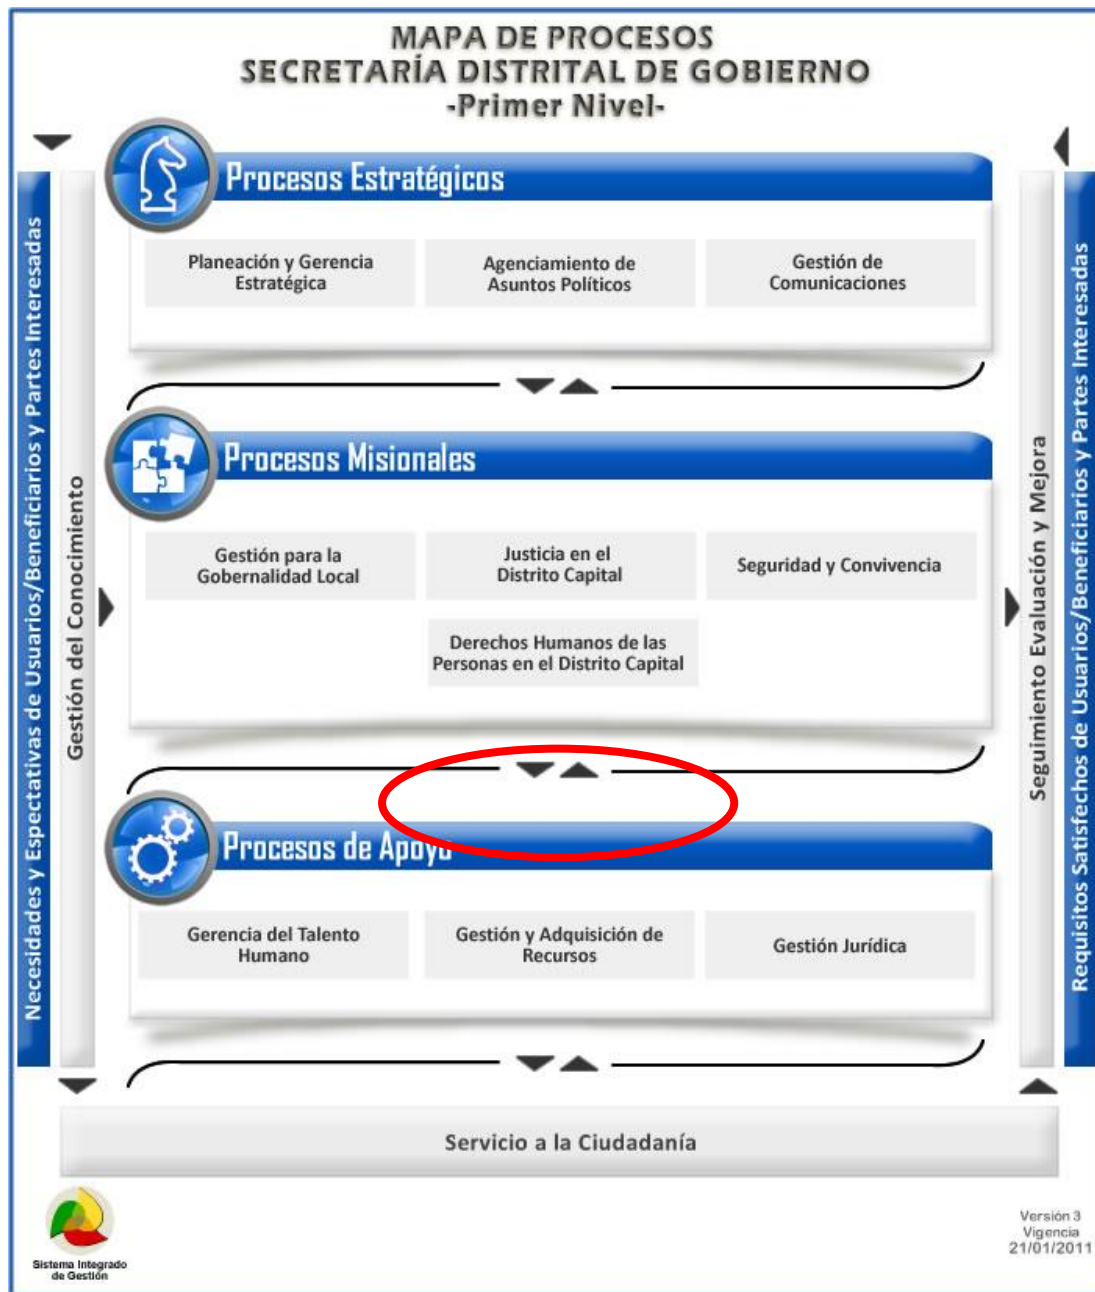 MAPA DE PROCESOS
SECRETARÍA DISTRITAL DE GOBIERNO
-Primer Nivel-
Necesidades y Espectativas de Usuarios/Beneficiarios y Partes Interesadas
Gestión del Conocimiento
Procesos Estratégicos
Planeación y Gerencia
Estratégica
Agenciamiento de
Asuntos Políticos
Gestión de
Comunicaciones
Procesos Misionales
Gestión para la
Gobernalidad Local
Justicia en el
Distrito Capital
Seguridad y Convivencia
Derechos Humanos de las
Personas en el Distrito Capital
Procesos de Apoyo
Gerencia del Talento
Humano
Gestión y Adquisición de
Recursos
Gestión Jurídica
Seguimiento Evaluación y Mejora
Requisitos Satisfechos de Usuarios/Beneficiarios y Partes Interesadas
Servicio a la Ciudadanía
Sistema Integrado
de Gestión
Versión 3
Vigencia
21/01/2011